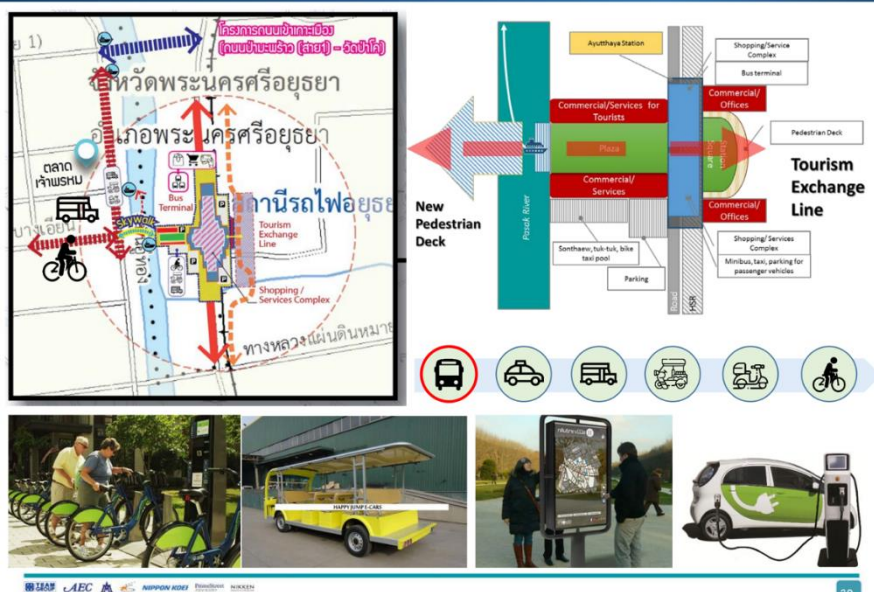 โครงการถนนเข้าเกาะเมือง
(ถนนป่ามะพร้าว (สาย1) – วัดป่าโค)
จังหวัดพระนครศรีอยุธยา
อำเภอพระนครศรีอยุธยา
ตลาด
เจ้าพรหม
Bus
Terminal
สถานีรถไฟอยุธย
Skywalk
Tourism
Exchange
Line
Shopping /
Services Complex
ทางหลวงแผ่นดินหมาย
P
P
P
P
Ayutthaya Station
Shopping/Service
Complex
Bus terminal
Commercial/Services for
Tourists
Commercial/
Offices
Plaza
Pedestrian Deck
Station
Square
Commercial/
Services
Commercial/
Offices
New
Pedestrian
Deck
Pasak River
Tourism
Exchange
Line
Sonthaew, tuk-tuk, bike
taxi pool
Parking
Road
HSR
Shopping/ Services
Complex
Minibus, taxi, parking for
passenger vehicles
HAPPY JUMP E-CARS
TEAM
GROUP
AEC
NIPPON KOEI
NIKKEN